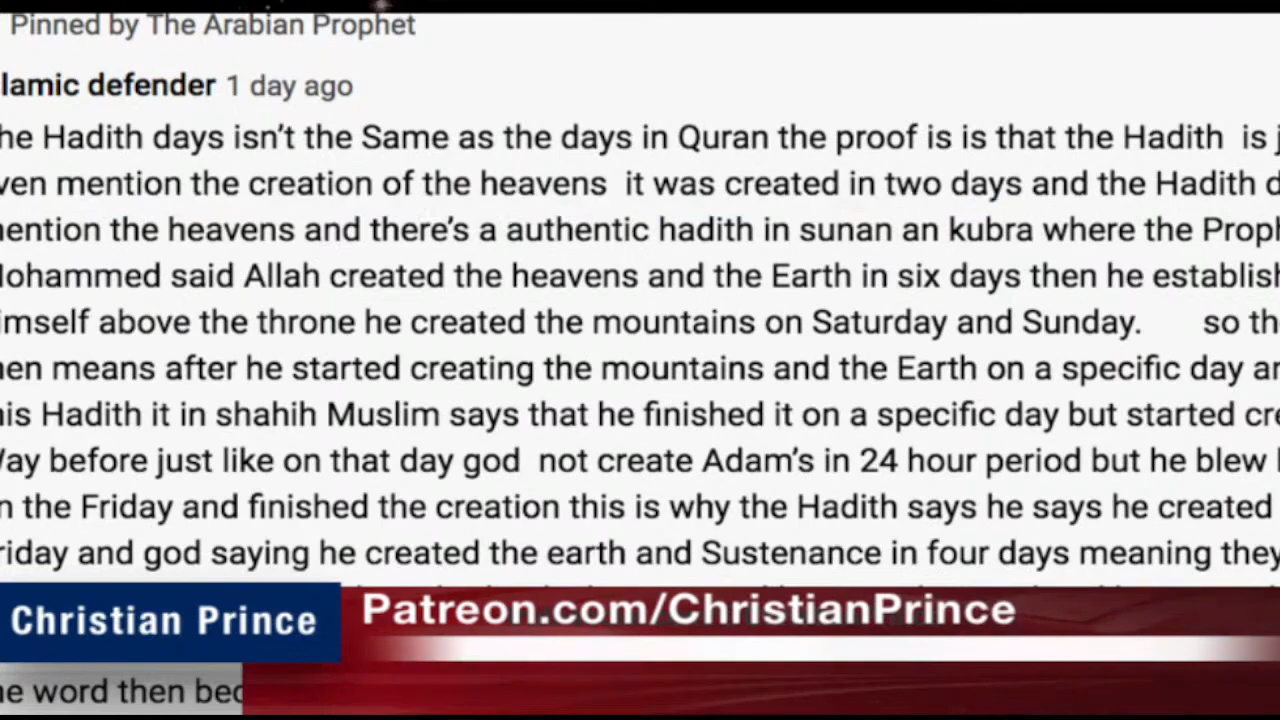 Pinned by The Arabian Prophet
lamic defender 1 day ago
he Hadith days isn't the Same as the days in Quran the proof is is that the Hadith is j
ven mention the creation of the heavens it was created in two days and the Hadith d
ention the heavens and there's a authentic hadith in sunan an kubra where the Proph
ohammed said Allah created the heavens and the Earth in six days then he establish
imself above the throne he created the mountains on Saturday and Sunday. so th
en means after he started creating the mountains and the Earth on a specific day an
his Hadith it in shahih Muslim says that he finished it on a specific day but started cre
ay before just like on that day god not create Adam's in 24 hour period but he blew
n the Friday and finished the creation this is why the Hadith says he says he created
riday and god saying he created the earth and Sustenance in four days meaning they
Christian Prince
Patreon.com/ChristianPrince
he word then bec